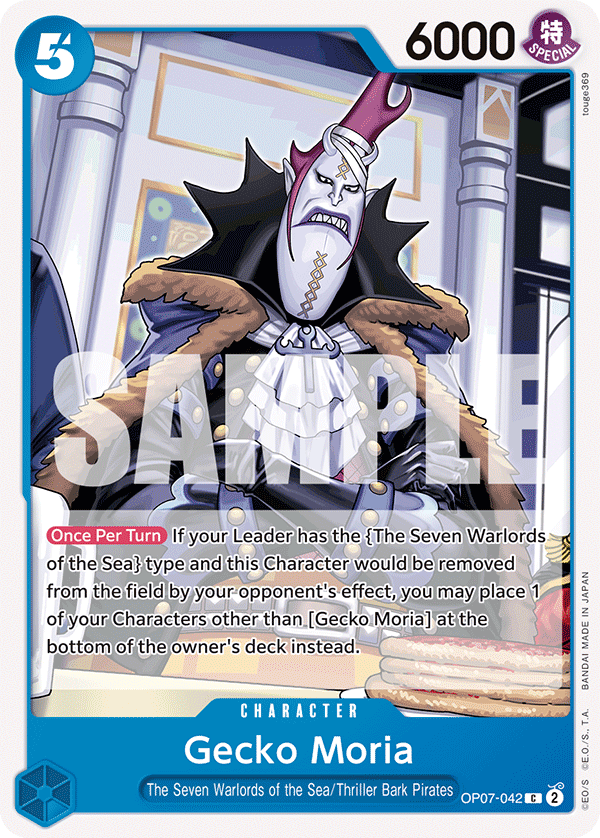 5
6000
特
SPECIAL
touge369
SAMPLE
Once Per Turn If your Leader has the {The Seven Warlords
of the Sea} type and this Character would be removed
from the field by your opponent's effect, you may place 1
of your Characters other than [Gecko Moria] at the
bottom of the owner's deck instead.
BANDAI MADE IN JAPAN
©E.O./S., T.A.
©EO/S
CHARACTER
Gecko Moria
The Seven Warlords of the Sea/Thriller Bark Pirates
OP07-042 C 2